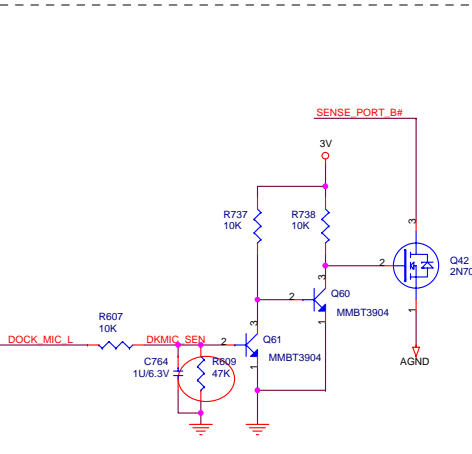 SENSE_PORT_B#
3V
R737
10K
R738
10K
3
2
Q42
2N70
1
AGND
3
2
Q60
MMBT3904
1
R607
10K
DOCK_MIC_L
DKMIC_SEN
2
3
Q61
MMBT3904
1
C764
1U/6.3V
R609
47K